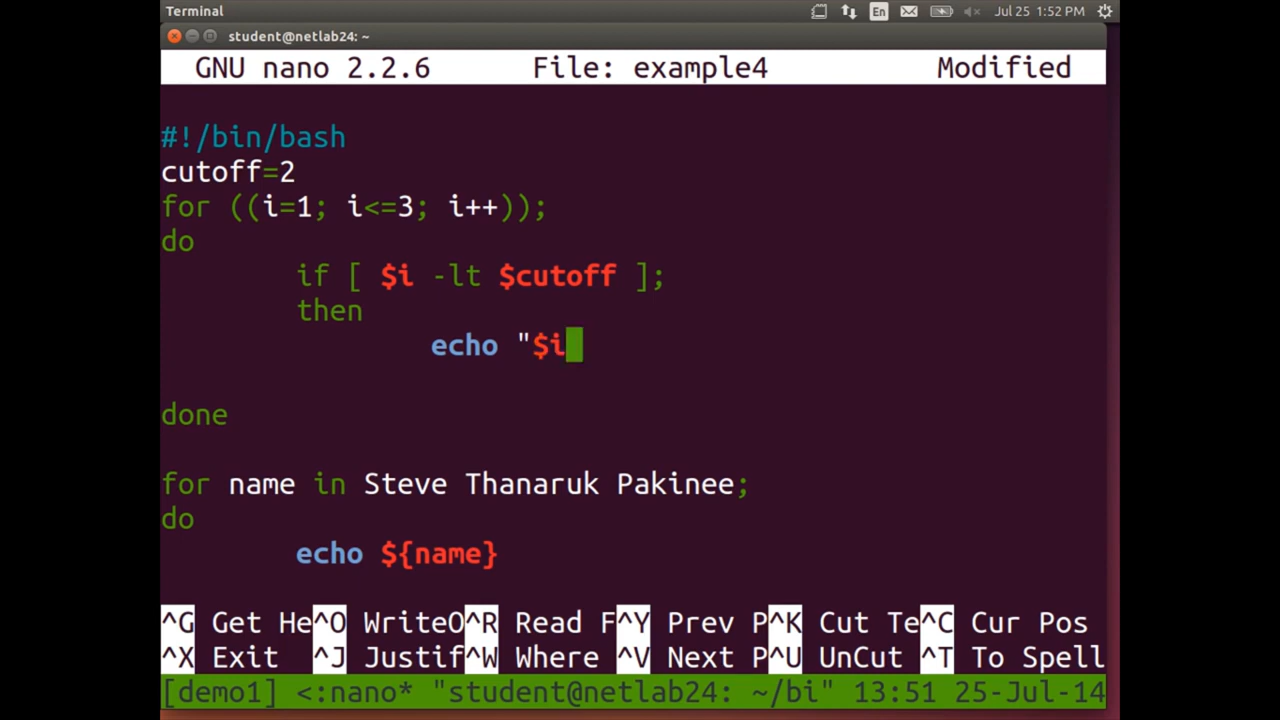 Terminal En Jul 25 1:52 PM
student@netlab24: ~
GNU nano 2.2.6 File: example4 Modified
#!/bin/bash
cutoff=2
for ((i=1; i<=3; i++));
do
if [ $i -lt $cutoff ];
then
echo "$i
done
for name in Steve Thanaruk Pakinee;
do
echo ${name}
^G Get He^O WriteO^R Read F^Y Prev P^K Cut Te^C Cur Pos
^X Exit ^J Justif^W Where ^V Next P^U UnCut ^T To Spell
[demo1] <:nano* "student@netlab24: ~/bi" 13:51 25-Jul-14